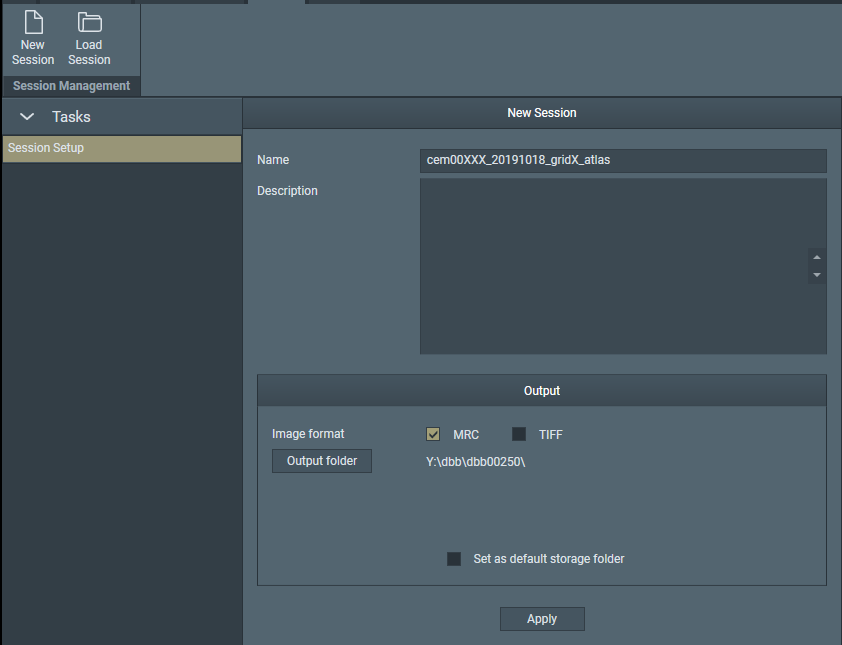 New Session
Load Session
Session Management
Tasks
Session Setup
New Session
Name
cem00XXX_20191018_gridX_atlas
Description
Output
Image format
MRC
TIFF
Output folder
Y:\dbb\dbb00250\
Set as default storage folder
Apply